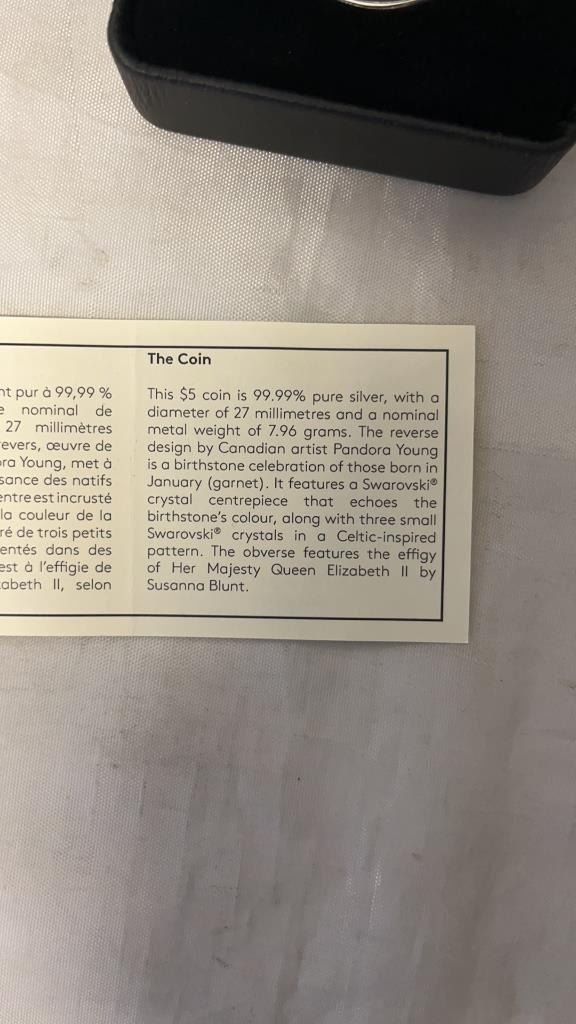 nt pur à 99,99 %
nominal de
27 millimètres
evers, œuvre de
ra Young, met à
sance des natifs
entre est incrusté
la couleur de la
ré de trois petits
entés dans des
est à l'effigie de
abeth II, selon
The Coin
This $5 coin is 99.99% pure silver, with a
diameter of 27 millimetres and a nominal
metal weight of 7.96 grams. The reverse
design by Canadian artist Pandora Young
is a birthstone celebration of those born in
January (garnet). It features a Swarovski®
crystal centrepiece that echoes the
birthstone's colour, along with three small
Swarovski® crystals in a Celtic-inspired
pattern. The obverse features the effigy
of Her Majesty Queen Elizabeth II by
Susanna Blunt.